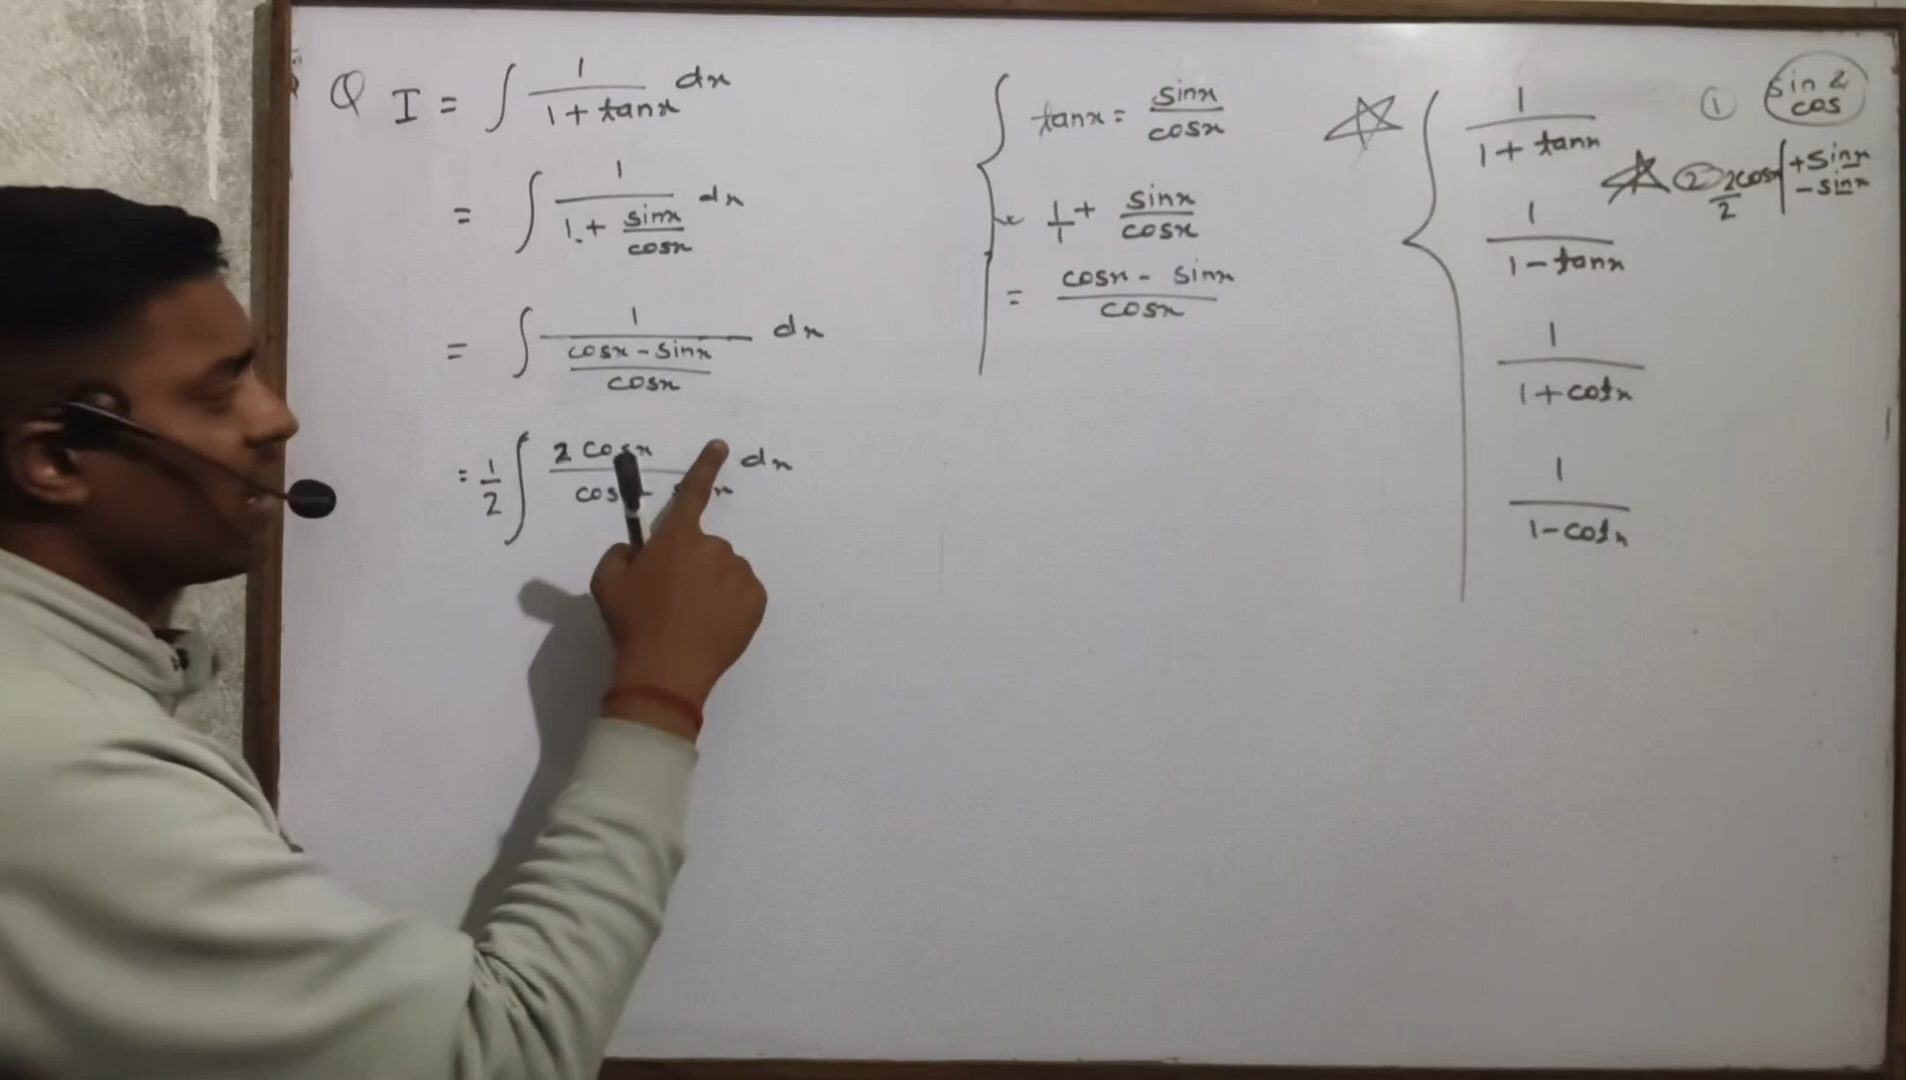 Q I = ∫ 1/(1 + tanx) dx
= ∫ 1/(1 + sinx/cosx) dx
= ∫ 1/((cosx - sinx)/cosx) dx
= 1/2 ∫ 2 cosx / cos dx
tanx = sinx/cosx
1/1 + sinx/cosx
= (cosx - sinx)/cosx
1/(1 + tanx)
1/(1 - tanx)
1/(1 + cotx)
1/(1 - cotx)
① sin &
cos
② 2cosx/2 | +sinx
-sinx